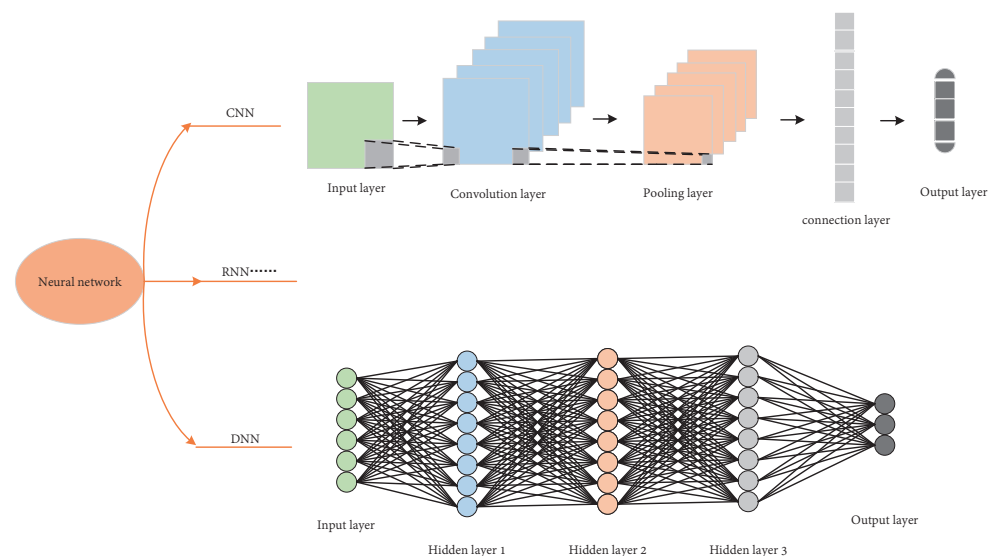 CNN
Input layer
Convolution layer
Pooling layer
connection layer
Output layer
Neural network
RNN······
DNN
Input layer
Hidden layer 1
Hidden layer 2
Hidden layer 3
Output layer